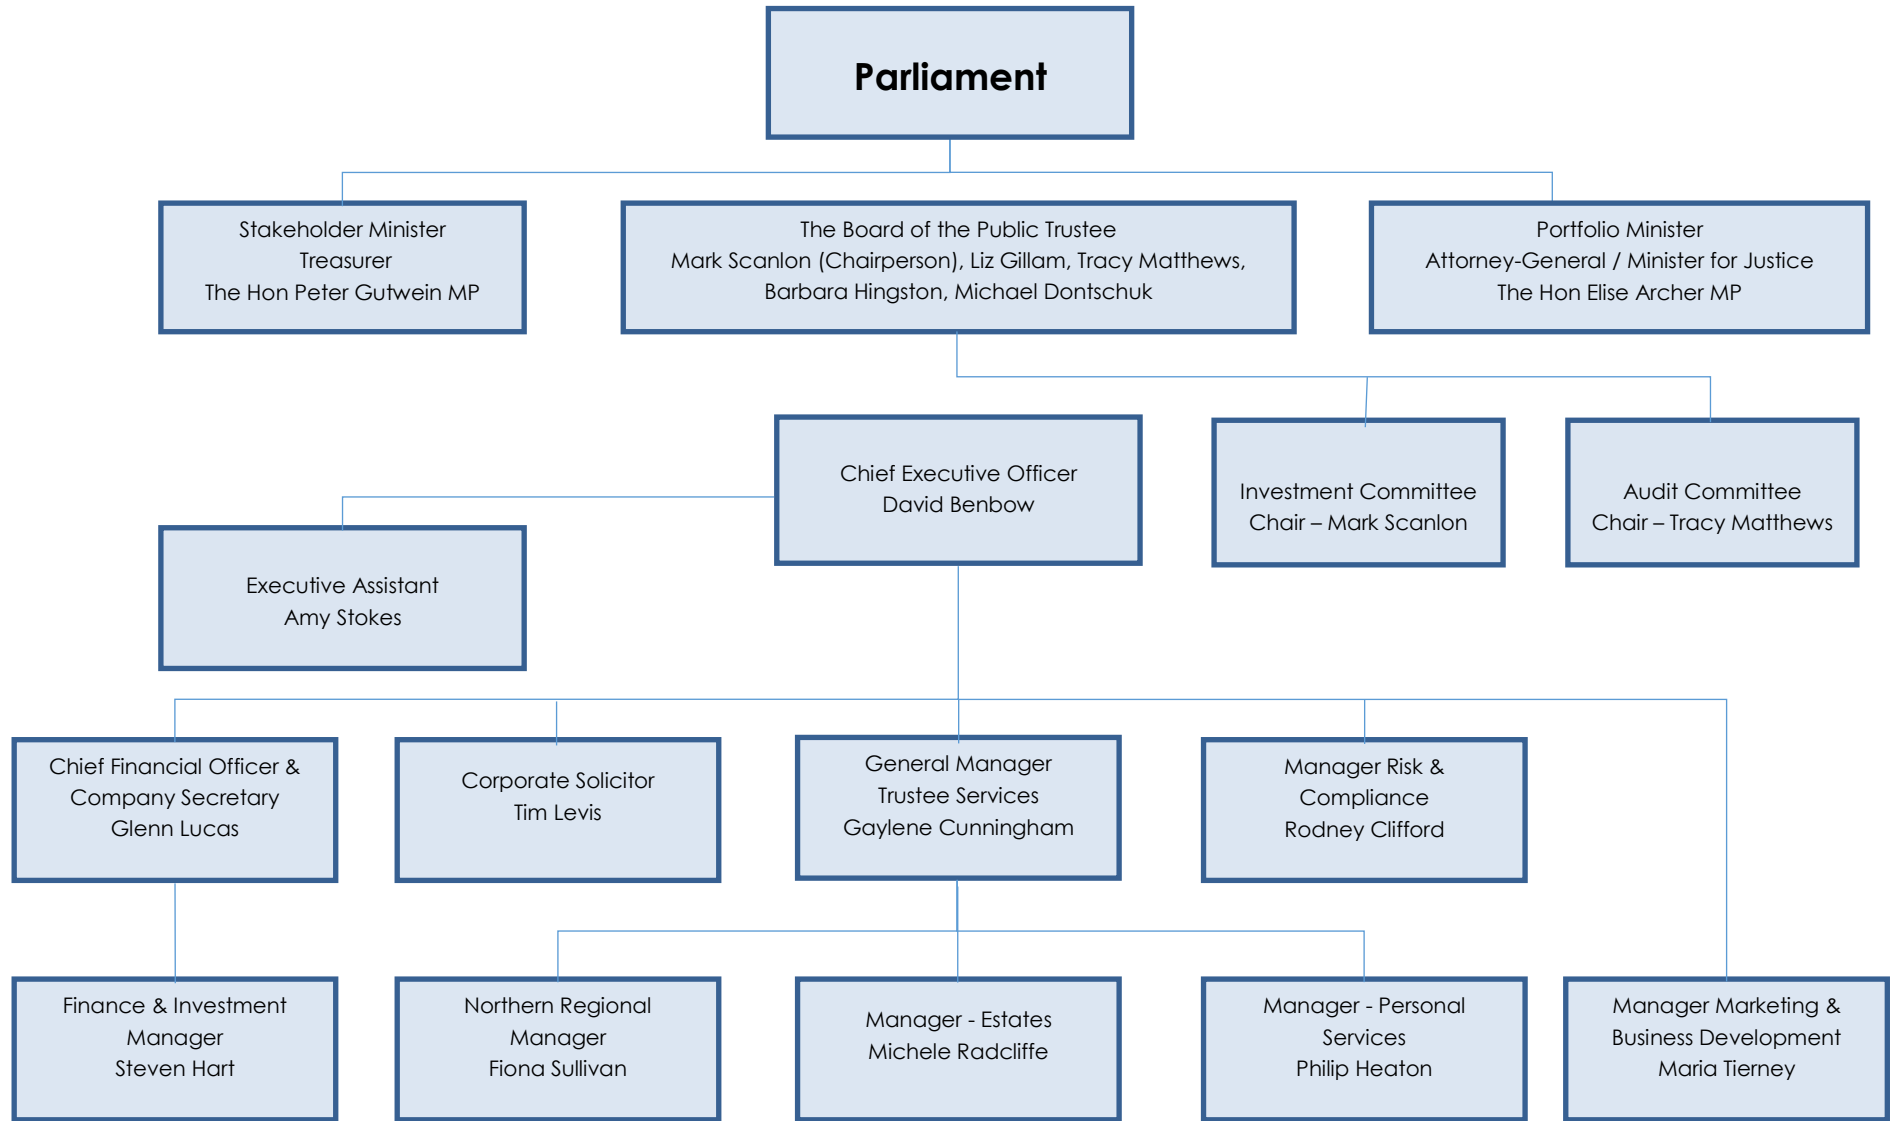 Parliament
Stakeholder Minister
Treasurer
The Hon Peter Gutwein MP
The Board of the Public Trustee
Mark Scanlon (Chairperson), Liz Gillam, Tracy Matthews,
Barbara Hingston, Michael Dontschuk
Portfolio Minister
Attorney-General / Minister for Justice
The Hon Elise Archer MP
Chief Executive Officer
David Benbow
Investment Committee
Chair – Mark Scanlon
Audit Committee
Chair – Tracy Matthews
Executive Assistant
Amy Stokes
Chief Financial Officer &
Company Secretary
Glenn Lucas
Corporate Solicitor
Tim Levis
General Manager
Trustee Services
Gaylene Cunningham
Manager Risk &
Compliance
Rodney Clifford
Finance & Investment
Manager
Steven Hart
Northern Regional
Manager
Fiona Sullivan
Manager - Estates
Michele Radcliffe
Manager - Personal
Services
Philip Heaton
Manager Marketing &
Business Development
Maria Tierney